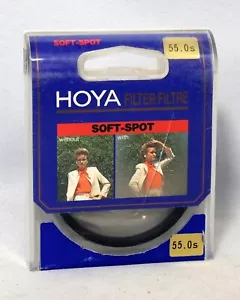 SOFT-SPOT
55.0s
HOYA FILTER/FILTRE
SOFT-SPOT
without with
55.0s